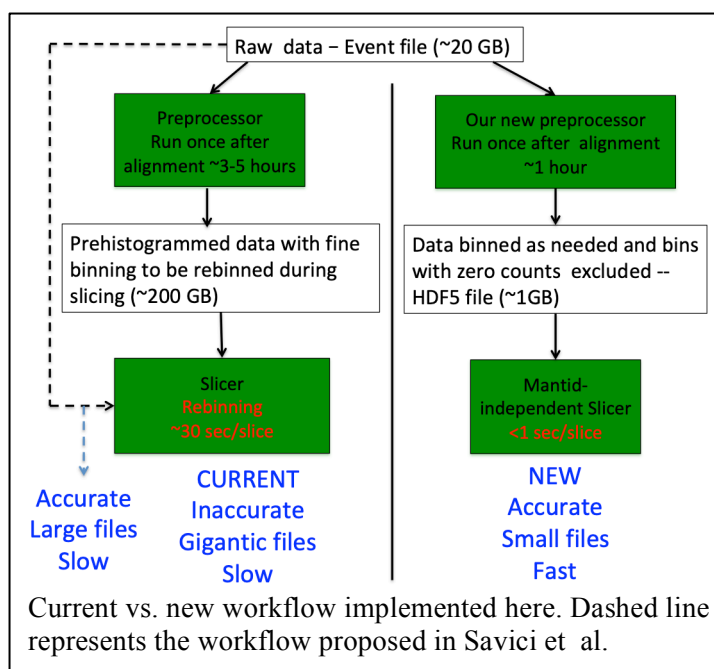 Raw data – Event file (~20 GB)
Preprocessor
Run once after
alignment ~3-5 hours
Our new preprocessor
Run once after alignment
~1 hour
Prehistogrammed data with fine
binning to be rebinned during
slicing (~200 GB)
Data binned as needed and bins
with zero counts excluded --
HDF5 file (~1GB)
Slicer
Rebinning
~30 sec/slice
Mantid-
independent Slicer
<1 sec/slice
Accurate
Large files
Slow
CURRENT
Inaccurate
Gigantic files
Slow
NEW
Accurate
Small files
Fast
Current vs. new workflow implemented here. Dashed line
represents the workflow proposed in Savici et al.